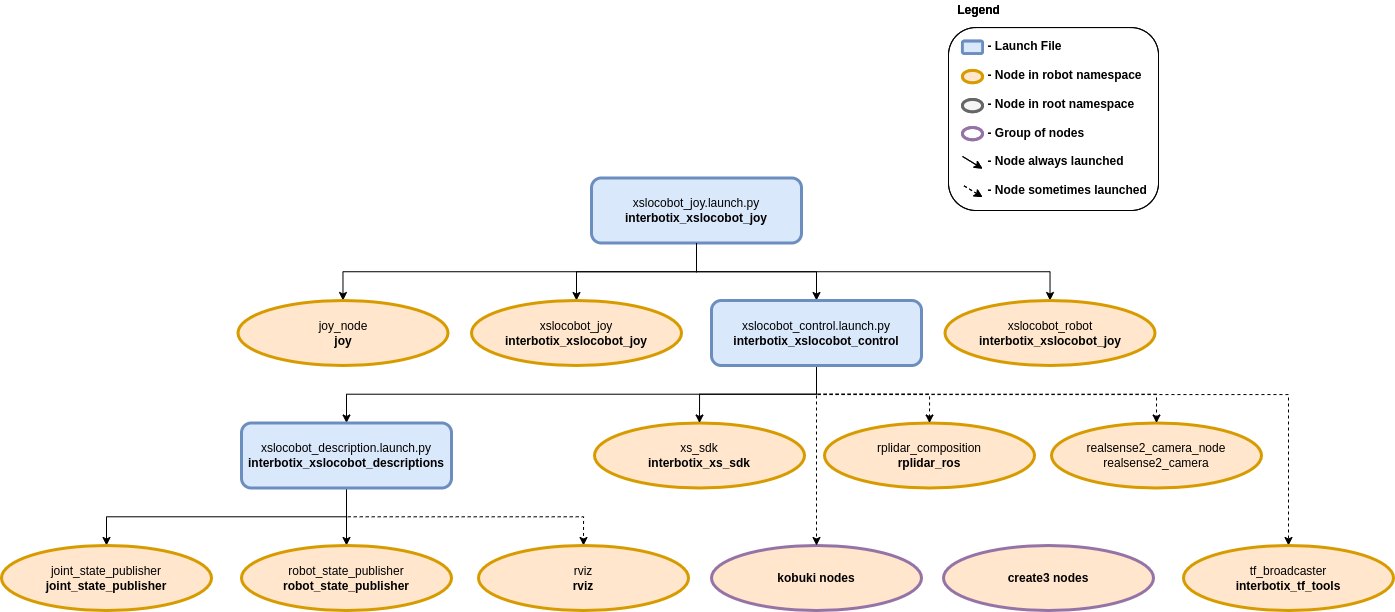 Legend
- Launch File
- Node in robot namespace
- Node in root namespace
- Group of nodes
- Node always launched
- Node sometimes launched
xslocobot_joy.launch.py
interbotix_xslocobot_joy
joy_node
joy
xslocobot_joy
interbotix_xslocobot_joy
xslocobot_control.launch.py
interbotix_xslocobot_control
xslocobot_robot
interbotix_xslocobot_joy
xslocobot_description.launch.py
interbotix_xslocobot_descriptions
xs_sdk
interbotix_xs_sdk
rplidar_composition
rplidar_ros
realsense2_camera_node
realsense2_camera
joint_state_publisher
joint_state_publisher
robot_state_publisher
robot_state_publisher
rviz
rviz
kobuki nodes
create3 nodes
tf_broadcaster
interbotix_tf_tools